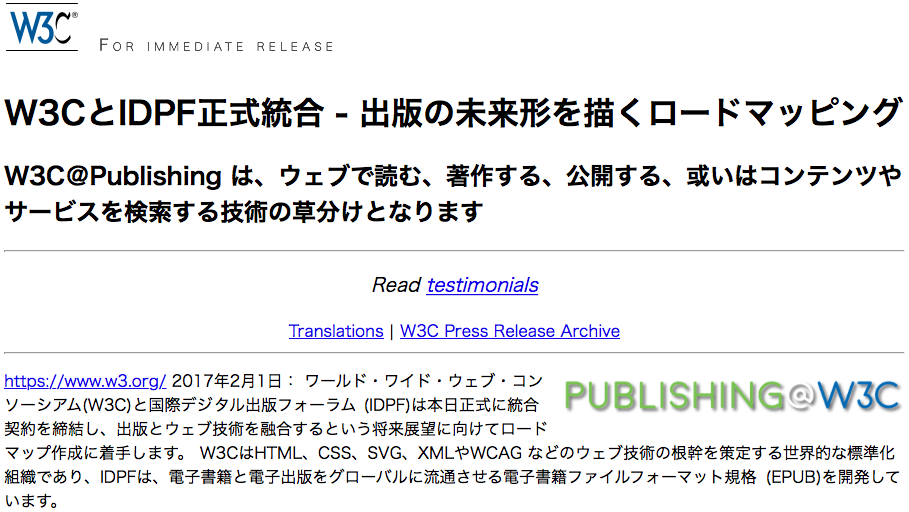 W3C®
FOR IMMEDIATE RELEASE
W3CとIDPF正式統合 - 出版の未来形を描くロードマッピング
W3C@Publishing は、ウェブで読む、著作する、公開する、或いはコンテンツや
サービスを検索する技術の草分けとなります
Read testimonials
Translations | W3C Press Release Archive
PUBLISHING@W3C
https://www.w3.org/ 2017年2月1日： ワールド・ワイド・ウェブ・コン
ソーシアム(W3C)と国際デジタル出版フォーラム (IDPF)は本日正式に統合
契約を締結し、出版とウェブ技術を融合するという将来展望に向けてロード
マップ作成に着手します。 W3CはHTML、CSS、SVG、XMLやWCAG などのウェブ技術の根幹を策定する世界的な標準化
組織であり、IDPFは、電子書籍と電子出版をグローバルに流通させる電子書籍ファイルフォーマット規格 (EPUB)を開発して
います。